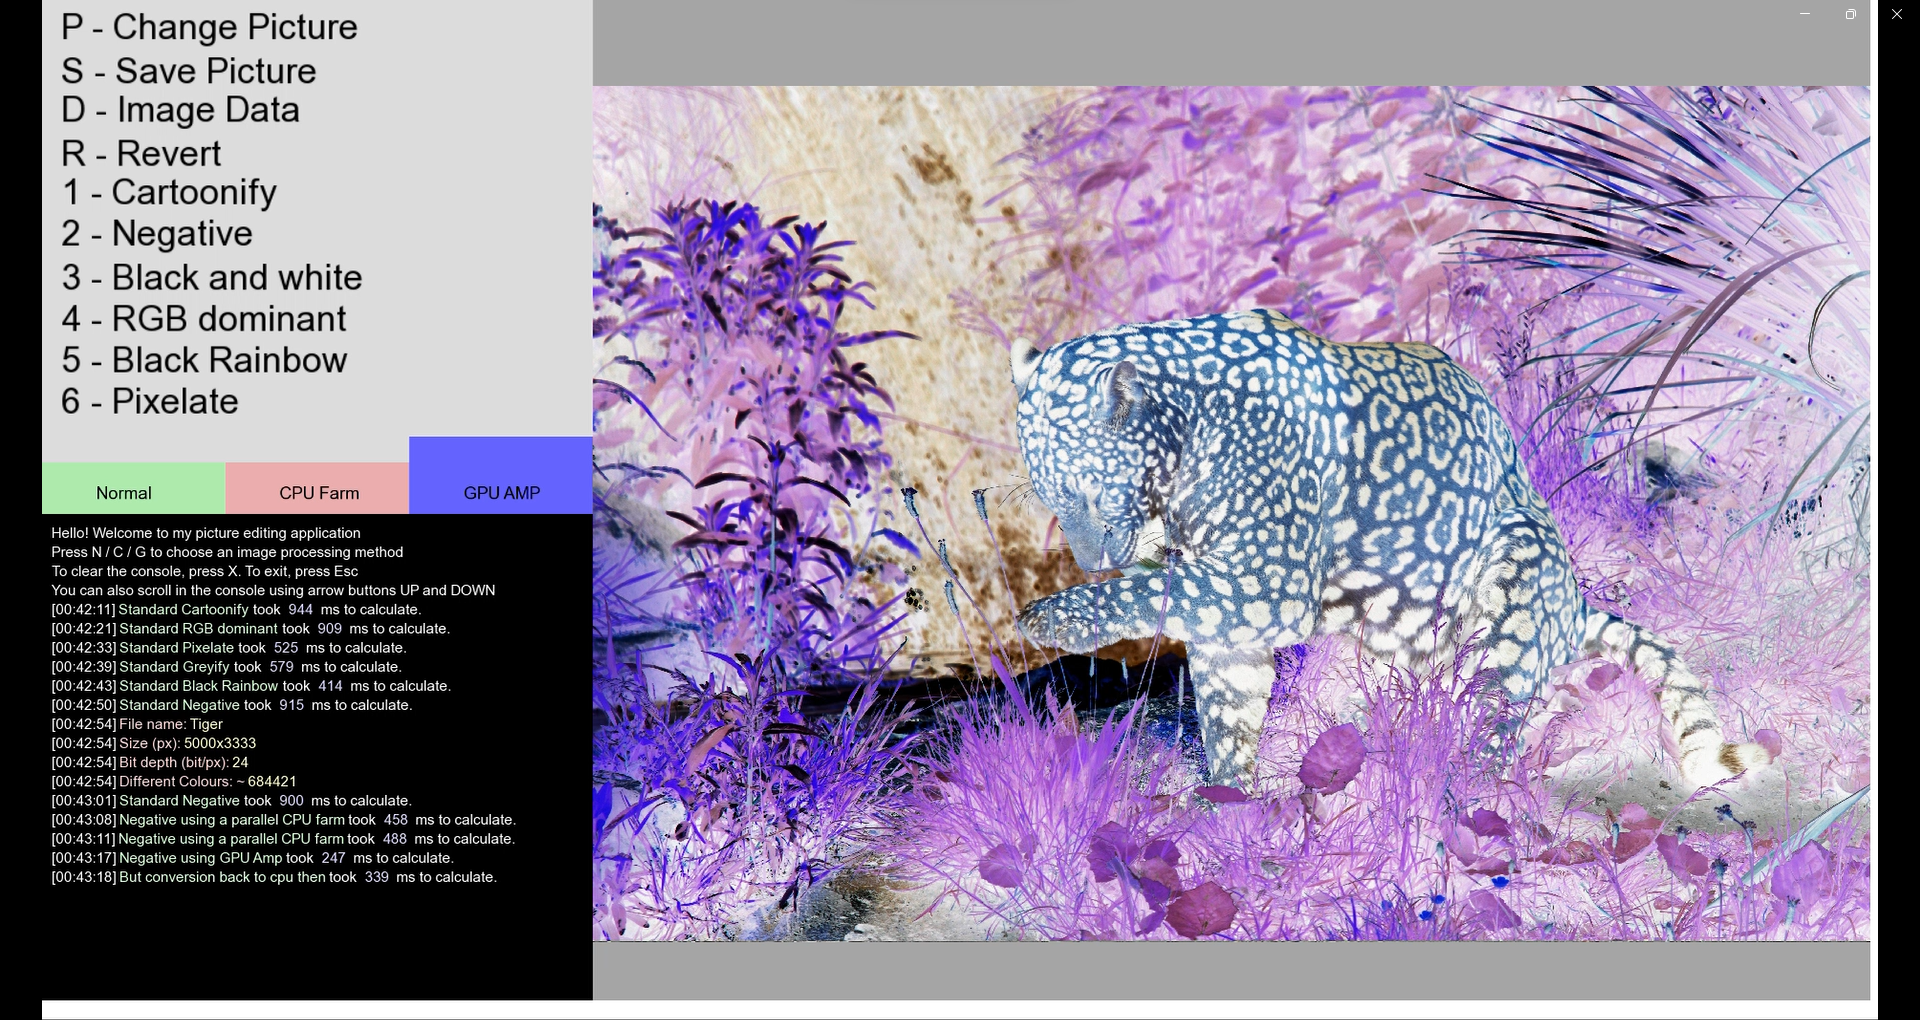 P - Change Picture
S - Save Picture
D - Image Data
R - Revert
1 - Cartoonify
2 - Negative
3 - Black and white
4 - RGB dominant
5 - Black Rainbow
6 - Pixelate
Normal
CPU Farm
GPU AMP
Hello! Welcome to my picture editing application
Press N / C / G to choose an image processing method
To clear the console, press X. To exit, press Esc
You can also scroll in the console using arrow buttons UP and DOWN
[00:42:11] Standard Cartoonify took 944 ms to calculate.
[00:42:21] Standard RGB dominant took 909 ms to calculate.
[00:42:33] Standard Pixelate took 525 ms to calculate.
[00:42:39] Standard Greyify took 579 ms to calculate.
[00:42:43] Standard Black Rainbow took 414 ms to calculate.
[00:42:50] Standard Negative took 915 ms to calculate.
[00:42:54] File name: Tiger
[00:42:54] Size (px): 5000x3333
[00:42:54] Bit depth (bit/px): 24
[00:42:54] Different Colours: ~ 684421
[00:43:01] Standard Negative took 900 ms to calculate.
[00:43:08] Negative using a parallel CPU farm took 458 ms to calculate.
[00:43:11] Negative using a parallel CPU farm took 488 ms to calculate.
[00:43:17] Negative using GPU Amp took 247 ms to calculate.
[00:43:18] But conversion back to cpu then took 339 ms to calculate.